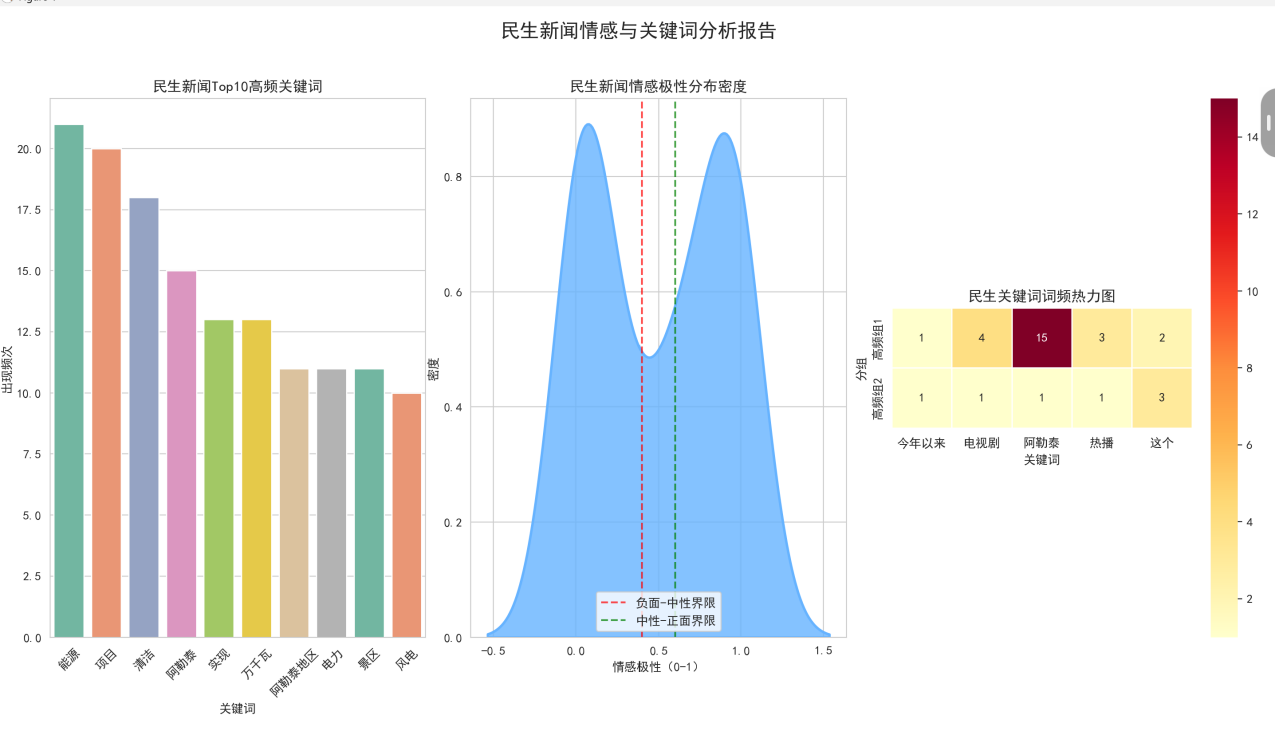 民生新闻情感与关键词分析报告
民生新闻Top10高频关键词
20.0
17.5
15.0
12.5
10.0
7.5
5.0
2.5
0.0
出现频次
能源
项目
清洁
阿勒泰
实现
万千瓦
阿勒泰地区
电力
景区
风电
关键词
民生新闻情感极性分布密度
0.8
0.6
0.4
0.2
0.0
密度
负面-中性界限
中性-正面界限
-0.5
0.0
0.5
1.0
1.5
情感极性（0-1）
民生关键词词频热力图
分组
高频组1
1 4 15 3 2
高频组2
1 1 1 1 3
今年以来 电视剧 阿勒泰 热播 这个
关键词
14
12
10
8
6
4
2